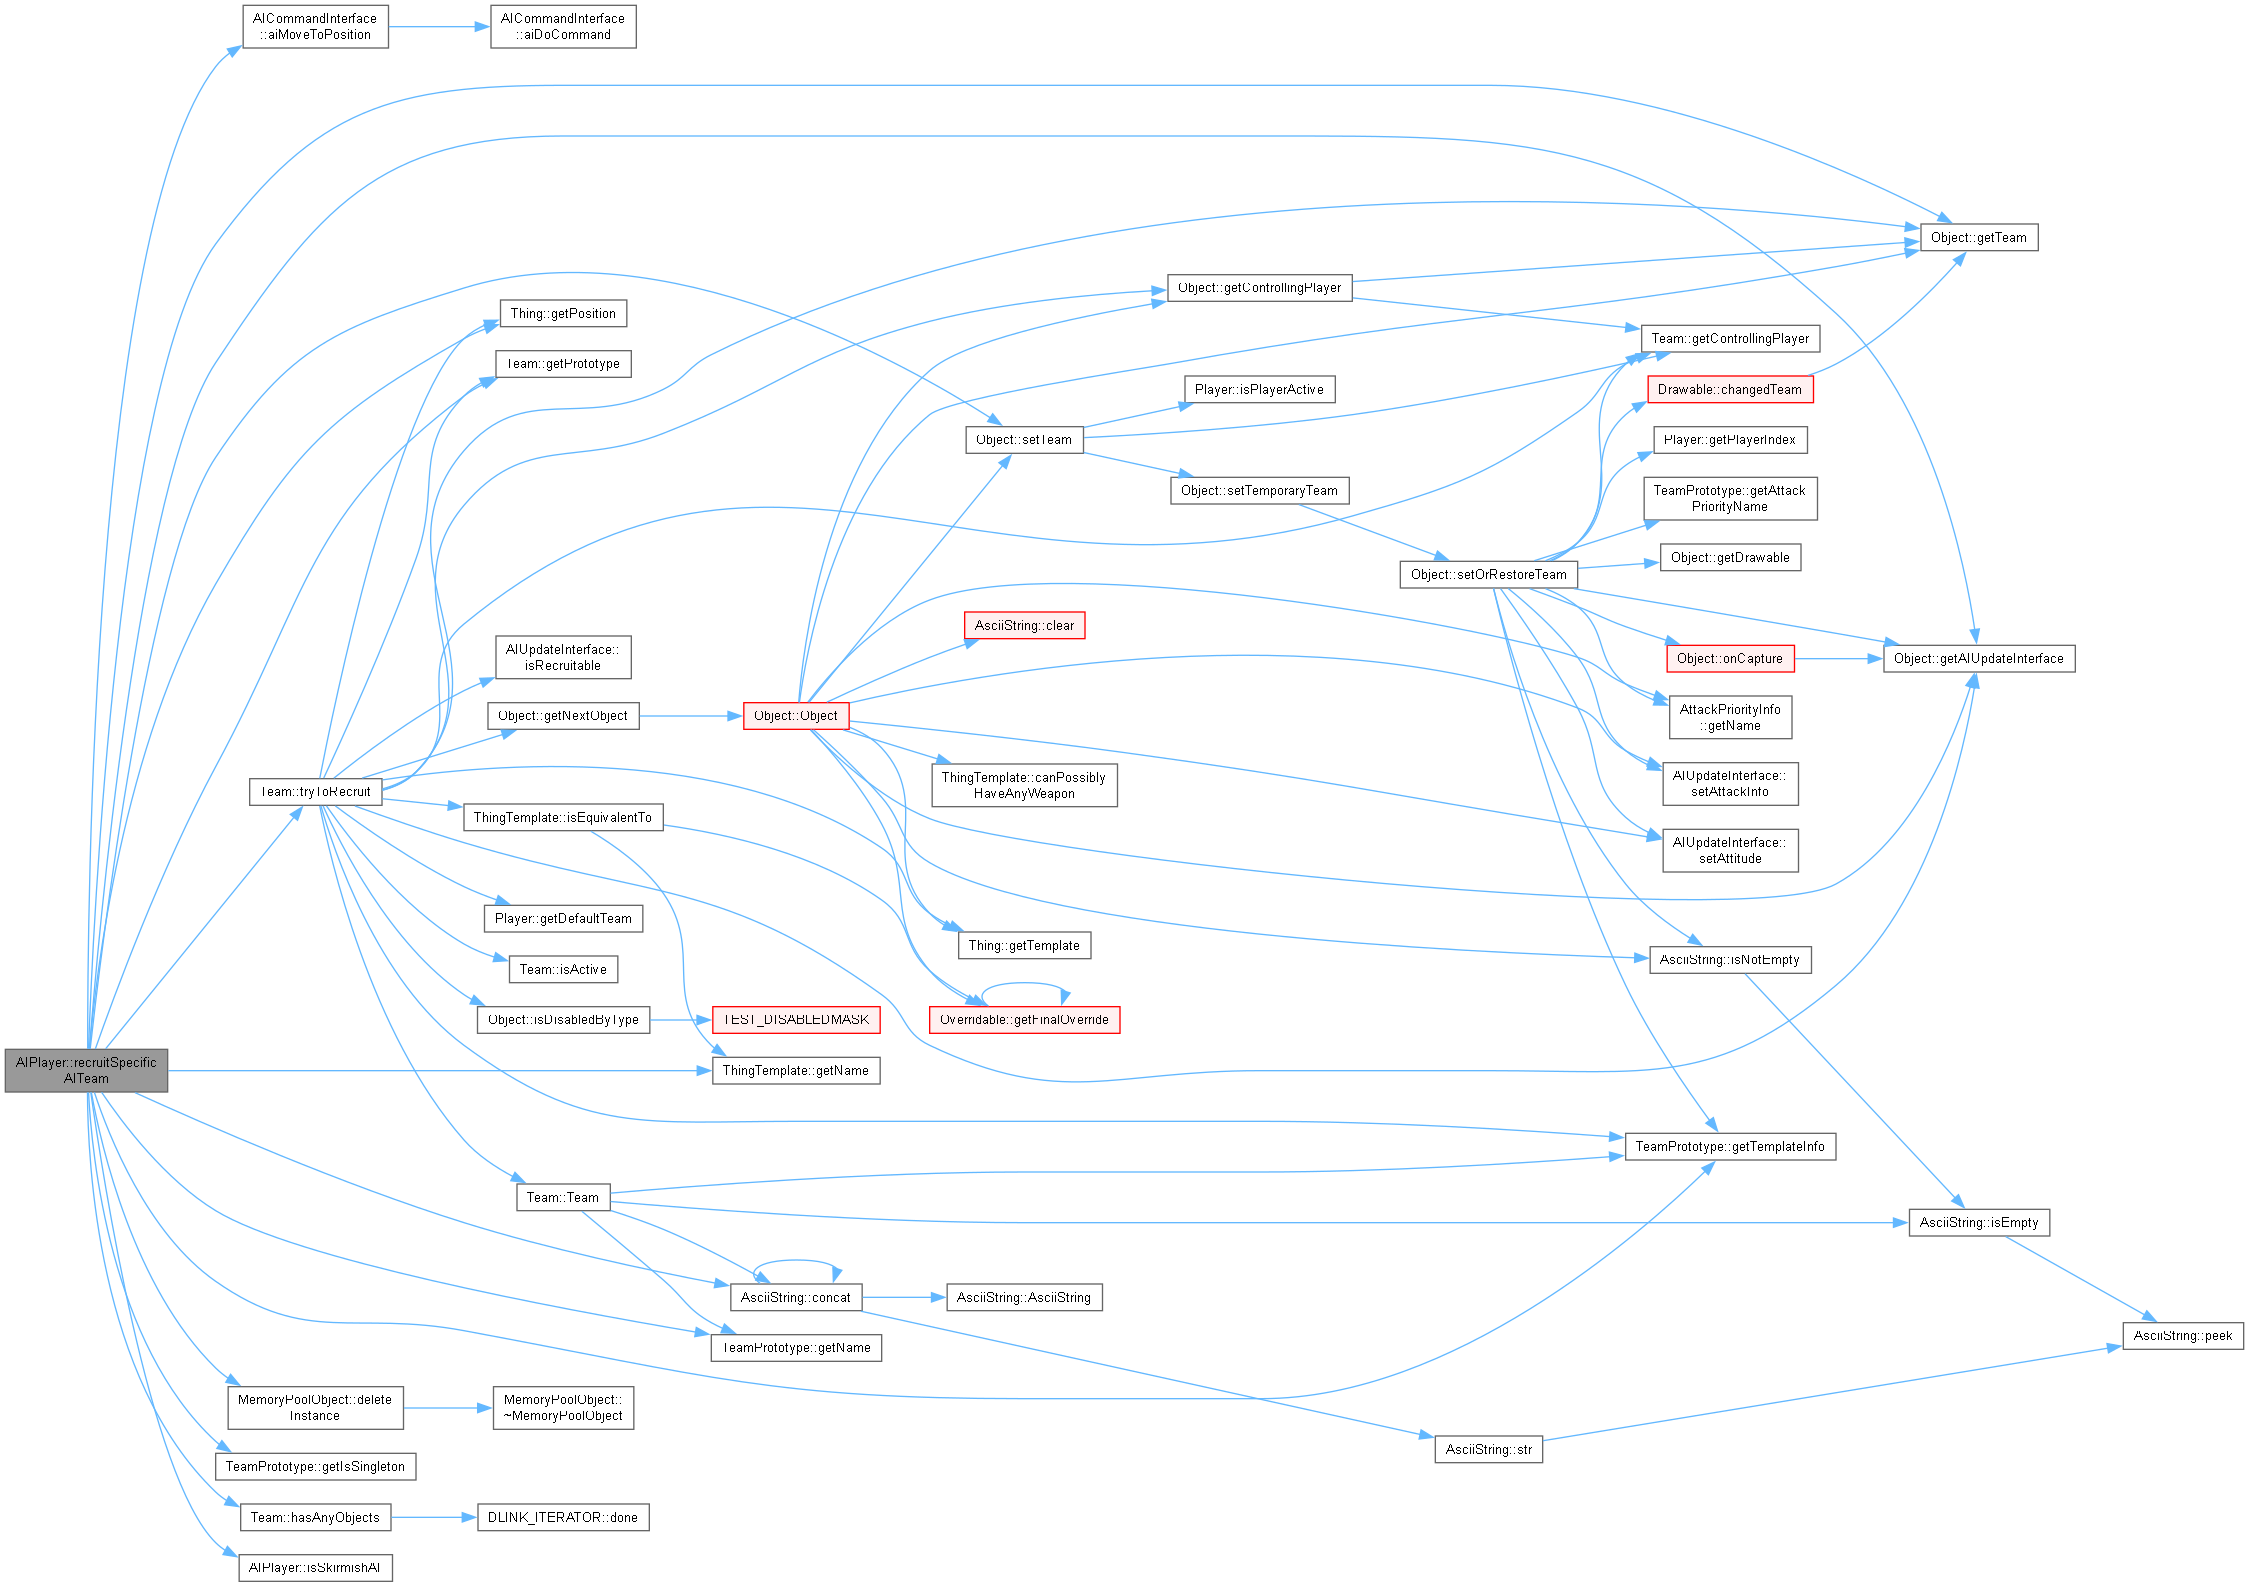 AICommandInterface
::aiMoveToPosition
AICommandInterface
::aiDoCommand
Object::getTeam
Object::getControllingPlayer
Thing::getPosition
Team::getControllingPlayer
Team::getPrototype
Player::isPlayerActive
Drawable::changedTeam
Object::setTeam
Player::getPlayerIndex
Object::setTemporaryTeam
TeamPrototype::getAttack
PriorityName
Object::getDrawable
Object::setOrRestoreTeam
AsciiString::clear
AIUpdateInterface::
isRecruitable
Object::onCapture
Object::getAIUpdateInterface
Object::getNextObject
Object::Object
AttackPriorityInfo
::getName
ThingTemplate::canPossibly
HaveAnyWeapon
AIUpdateInterface::
setAttackInfo
Team::tryToRecruit
ThingTemplate::isEquivalentTo
AIUpdateInterface::
setAttitude
Player::getDefaultTeam
Thing::getTemplate
AsciiString::isNotEmpty
Team::isActive
Object::isDisabledByType
TEST_DISABLEDMASK
Overridable::getFinalOverride
AIPlayer::recruitSpecific
AITeam
ThingTemplate::getName
TeamPrototype::getTemplateInfo
Team::Team
AsciiString::isEmpty
AsciiString::concat
AsciiString::AsciiString
AsciiString::peek
TeamPrototype::getName
MemoryPoolObject::delete
Instance
MemoryPoolObject::
~MemoryPoolObject
AsciiString::str
TeamPrototype::getIsSingleton
Team::hasAnyObjects
DLINK_ITERATOR::done
AIPlayer::isSkirmishAI